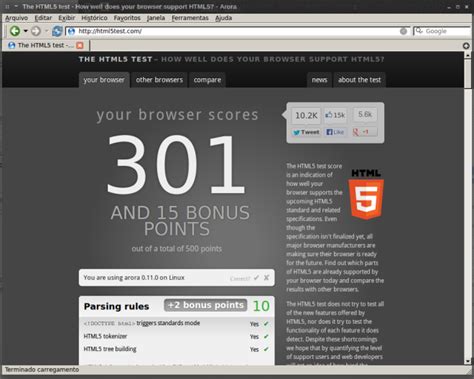 The HTML5 test - How well does your browser support HTML5? - Arora
Arquivo Editar Exibir Histórico Favoritos Janela Ferramentas Ajuda
http://html5test.com/
Google
The HTML5 test - ...
THE HTML5 TEST – HOW WELL DOES YOUR BROWSER SUPPORT HTML5?
your browser other browsers compare news about the test
your browser scores
301
AND 15 BONUS
POINTS
out of a total of 500 points
10.2K 15k 5.6k
Tweet Like +1
HTML
5
The HTML5 test score
is an indication of
how well your
browser supports the
upcoming HTML5
standard and related
specifications. Even
though the
specification isn't finalized yet, all
major browser manufacturers are
making sure their browser is ready
for the future. Find out which parts
of HTML5 are already supported by
your browser today and compare the
results with other browsers.
The HTML5 test does not try to test all
of the new features offered by
HTML5, nor does it try to test the
functionality of each feature it does
detect. Despite these shortcomings
we hope that by quantifying the level
of support users and web developers
You are using arora 0.11.0 on Linux
Correct? ✔ ✘
Parsing rules +2 bonus points 10
<!DOCTYPE html> triggers standards mode Yes ✔
HTML5 tokenizer Yes ✔
HTML5 tree building Yes ✔
Terminado carregamento